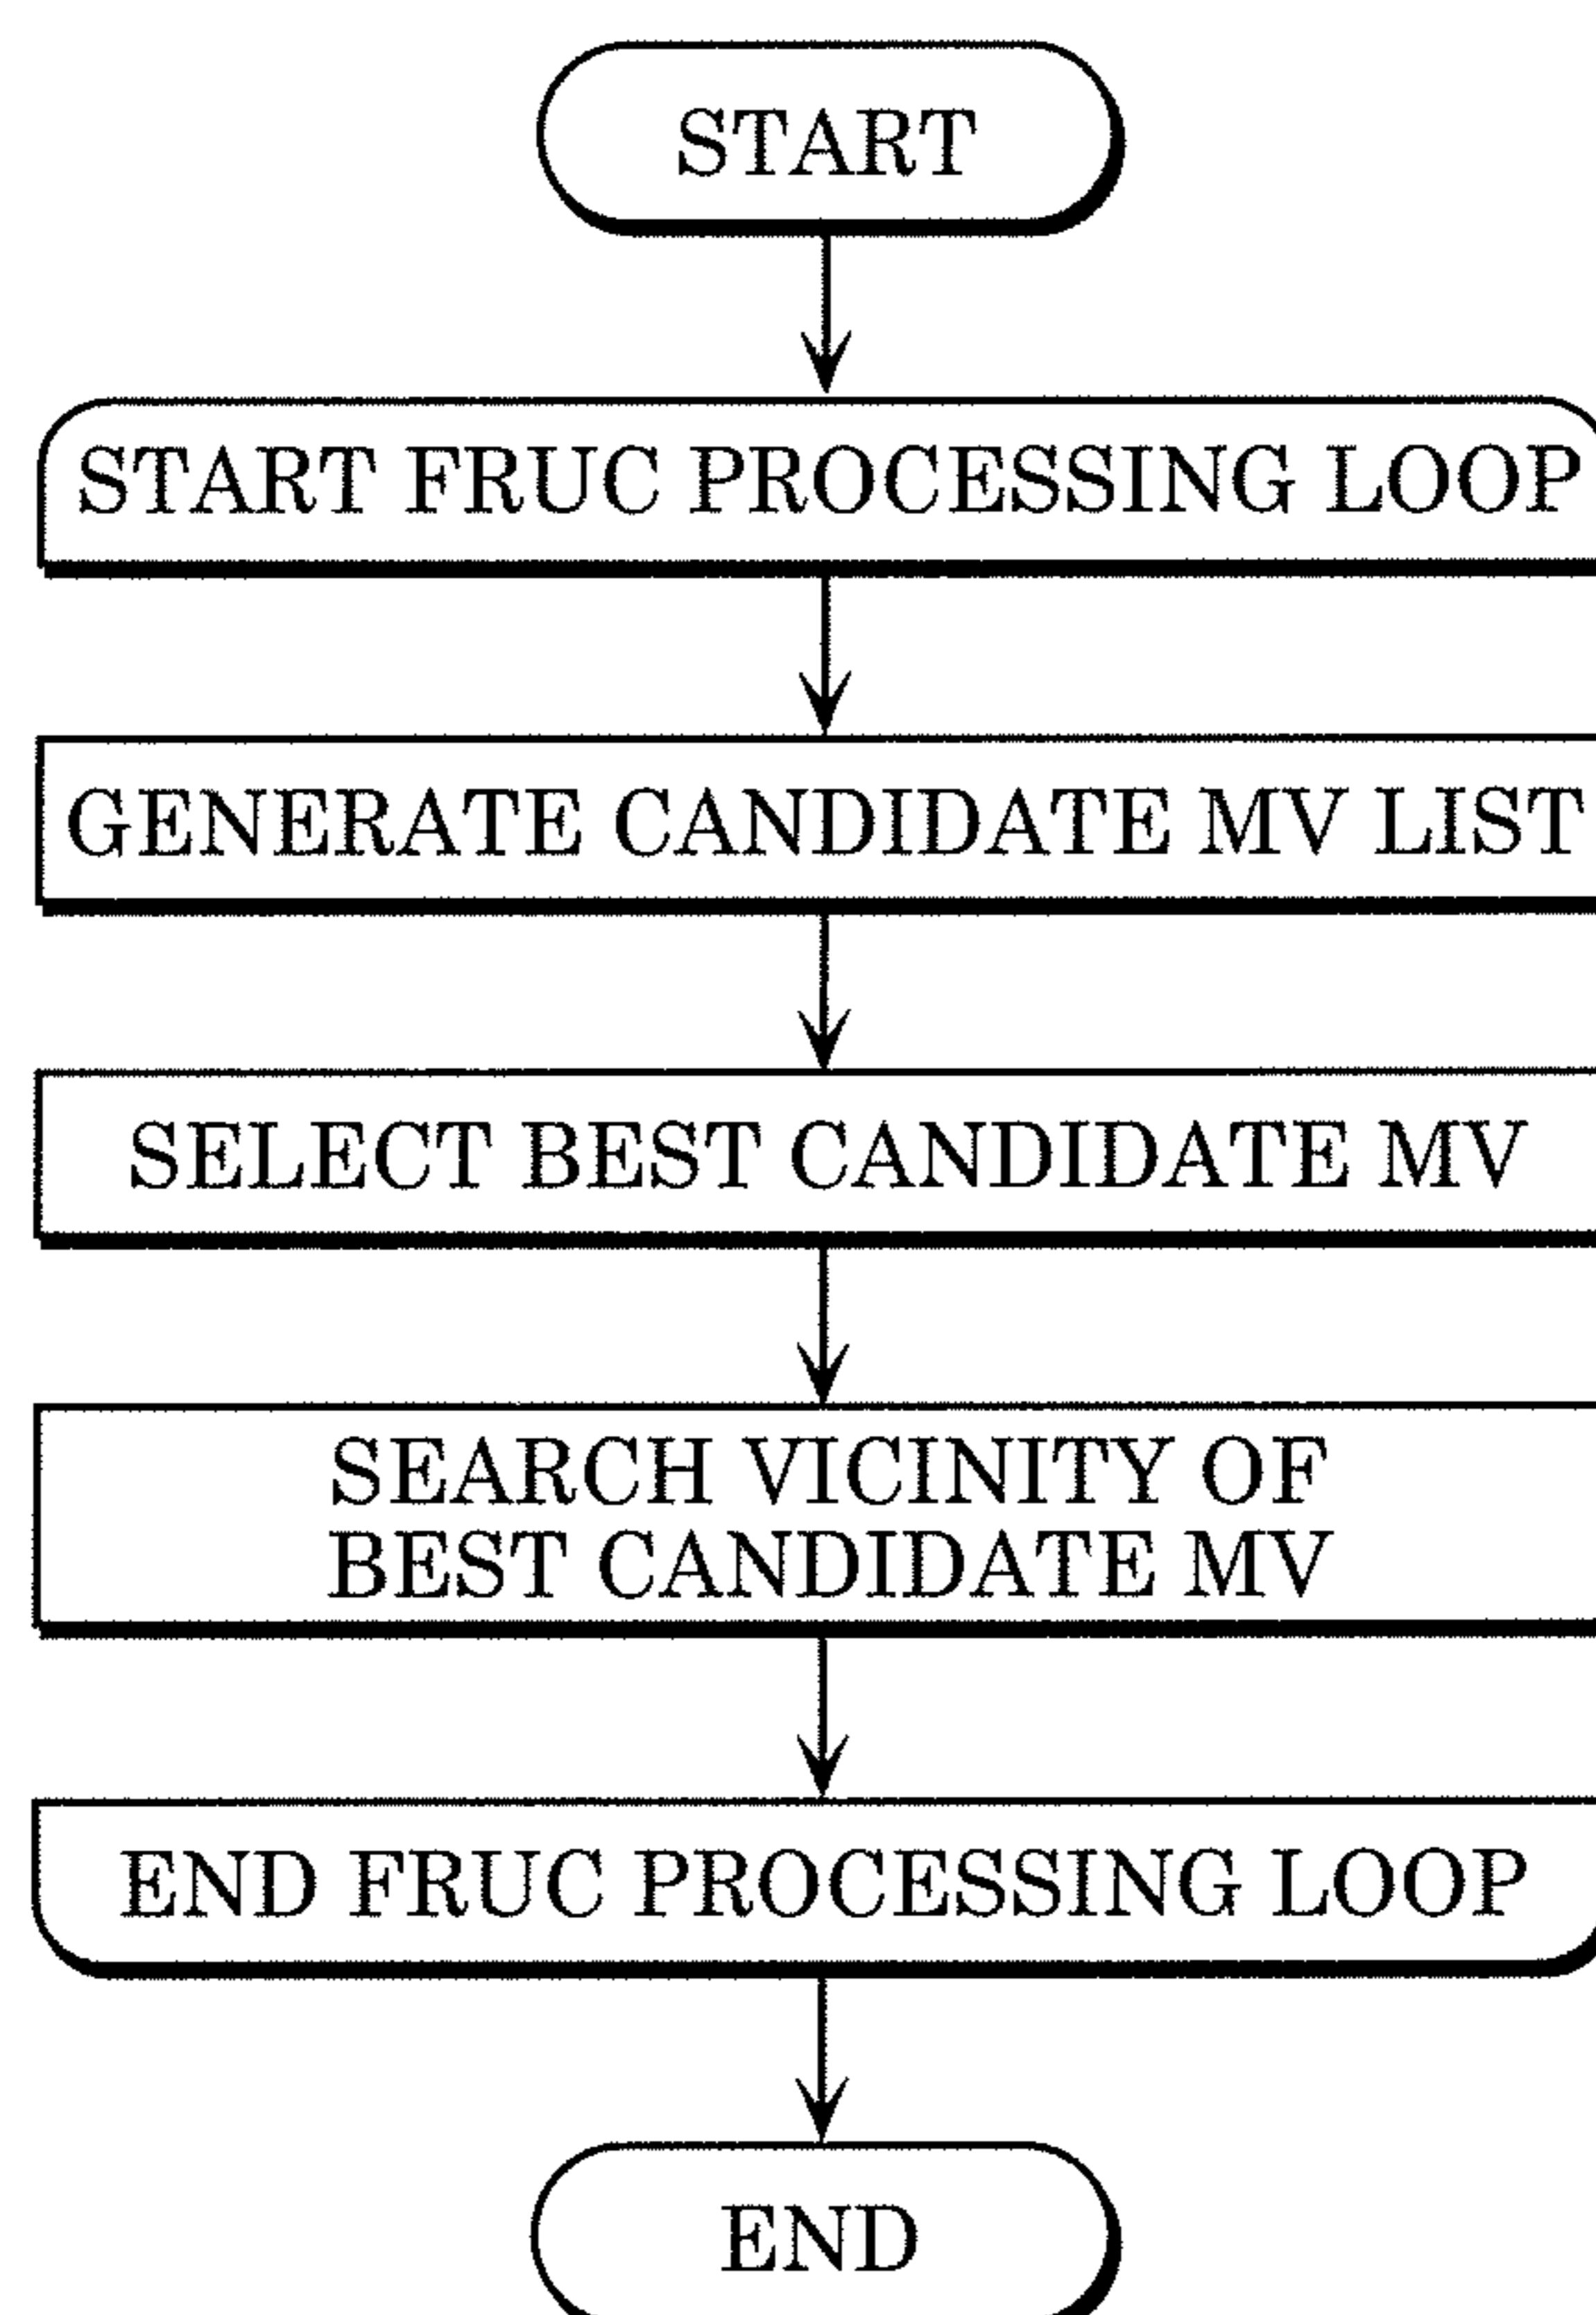 START
START FRUC PROCESSING LOOP
GENERATE CANDIDATE MV LIST
SELECT BEST CANDIDATE MV
SEARCH VICINITY OF
BEST CANDIDATE MV
END FRUC PROCESSING LOOP
END